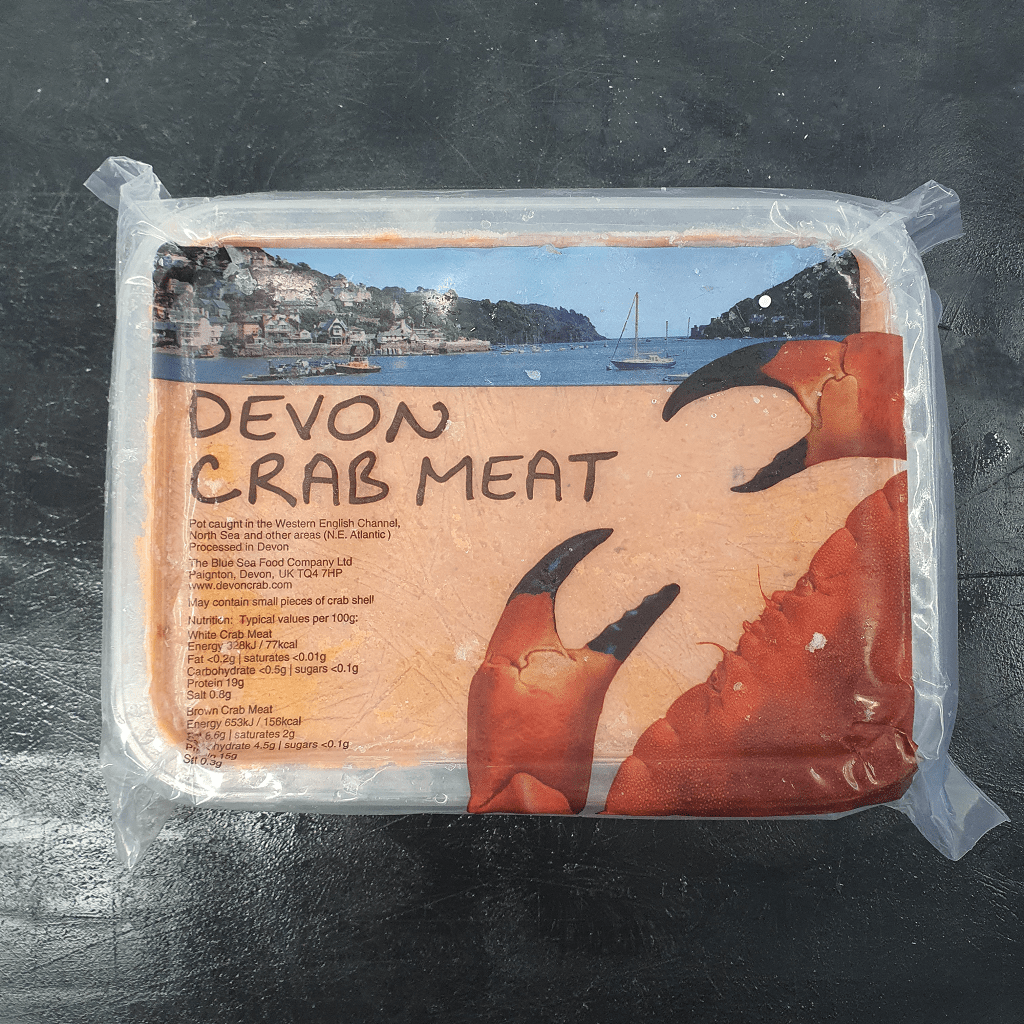 DEVON
CRAB MEAT
Pot caught in the Western English Channel,
North Sea and other areas (N.E. Atlantic)
Processed in Devon
The Blue Sea Food Company Ltd
Paignton, Devon, UK TQ4 7HP
www.devoncrab.com
May contain small pieces of crab shell
Nutrition: Typical values per 100g:
White Crab Meat
Energy 328kJ / 77kcal
Fat <0.2g | saturates <0.01g
Carbohydrate <0.5g | sugars <0.1g
Protein 19g
Salt 0.8g
Brown Crab Meat
Energy 653kJ / 156kcal
saturates 2g
4.5g | sugars <0.1g
15g
0.3g